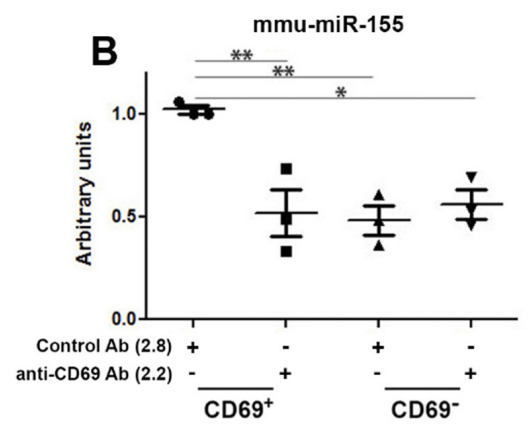 mmu-miR-155
B
**
**
*
Arbitrary units
1.0
0.5
0.0
Control Ab (2.8) + - + -
anti-CD69 Ab (2.2) - + - +
CD69+ CD69-